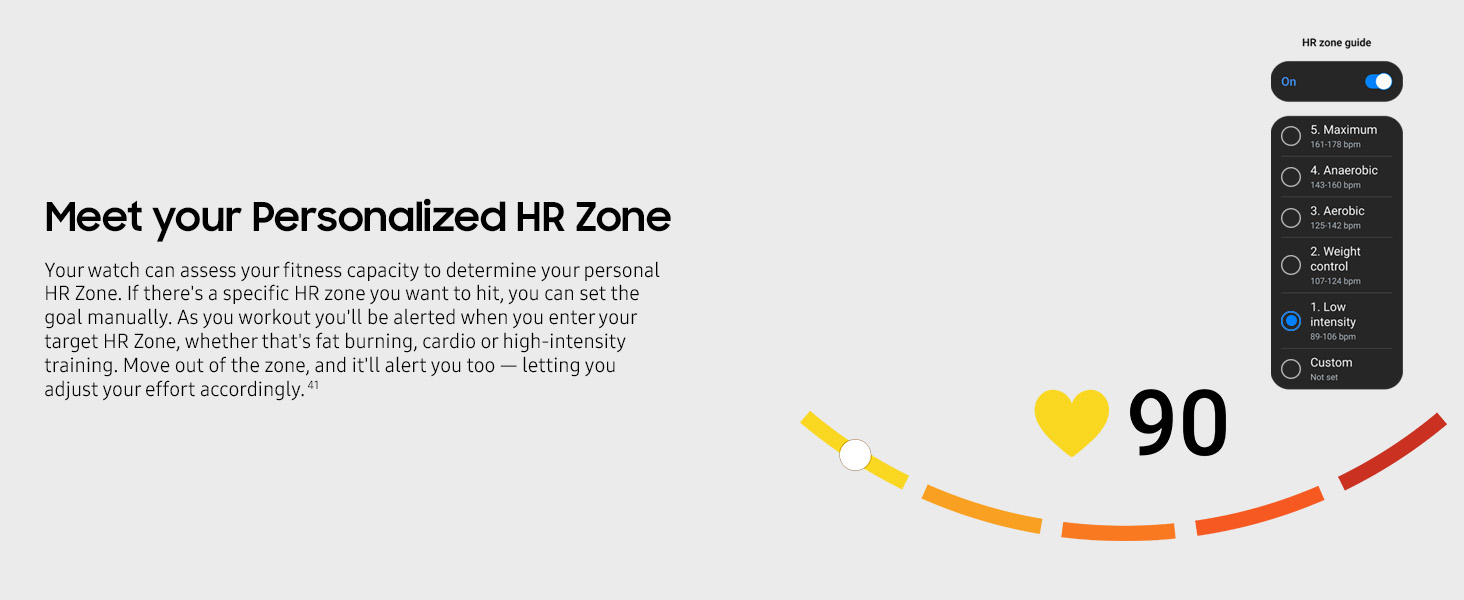 Meet your Personalized HR Zone
Your watch can assess your fitness capacity to determine your personal
HR Zone. If there's a specific HR zone you want to hit, you can set the
goal manually. As you workout you'll be alerted when you enter your
target HR Zone, whether that's fat burning, cardio or high-intensity
training. Move out of the zone, and it'll alert you too — letting you
adjust your effort accordingly.⁴¹
HR zone guide
On
5. Maximum
161-178 bpm
4. Anaerobic
143-160 bpm
3. Aerobic
125-142 bpm
2. Weight
control
107-124 bpm
1. Low
intensity
89-106 bpm
Custom
Not set
90